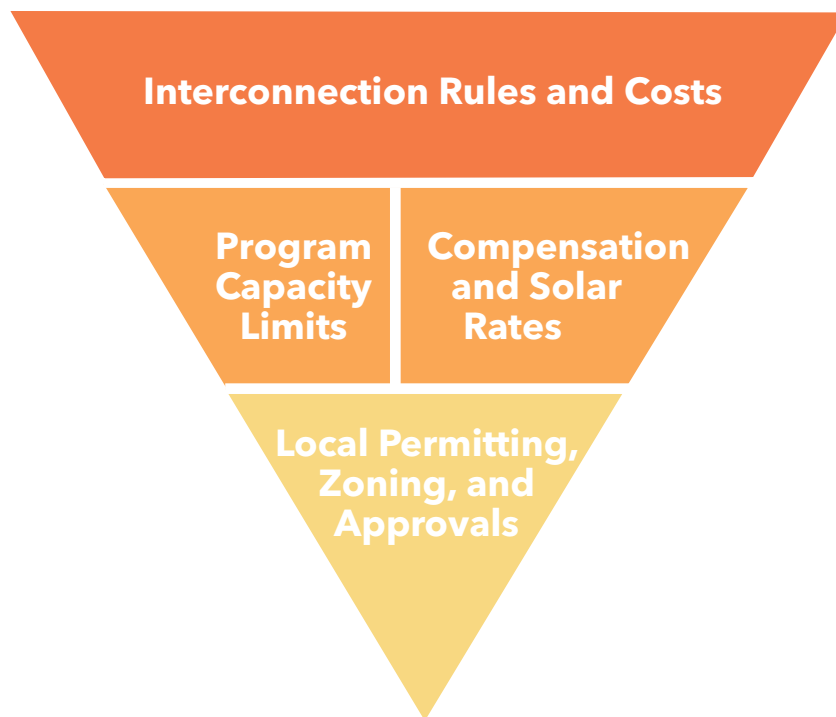 Interconnection Rules and Costs
Program
Capacity
Limits
Compensation
and Solar
Rates
Local Permitting,
Zoning, and
Approvals